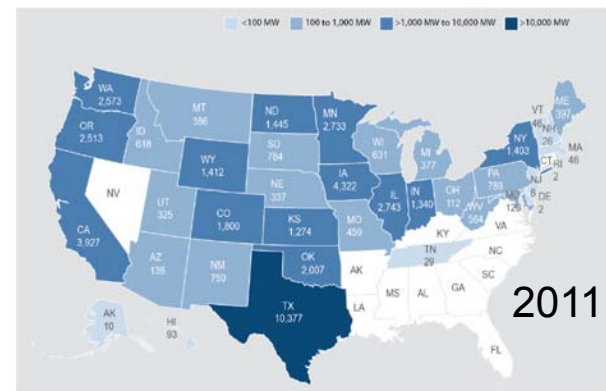 <100 MW 100 to 1,000 MW >1,000 MW to 10,000 MW >10,000 MW
WA
2,573
OR
2,513
CA
3,927
NV
ID
618
MT
386
WY
1,412
UT
325
AZ
138
CO
1,800
NM
750
ND
1,445
SD
784
NE
337
KS
1,274
OK
2,007
TX
10,377
MN
2,733
IA
4,322
MO
459
AK
LA
WI
631
IL
2,743
MI
377
IN
1,340
OH
112
KY
TN
29
MS
AL
GA
FL
SC
NC
VA
WV
564
PA
789
NY
1,403
VT
46
NH
26
ME
397
MA
46
CT
RI
2
NJ
8
DE
2
MD
120
AK
10
HI
93
2011